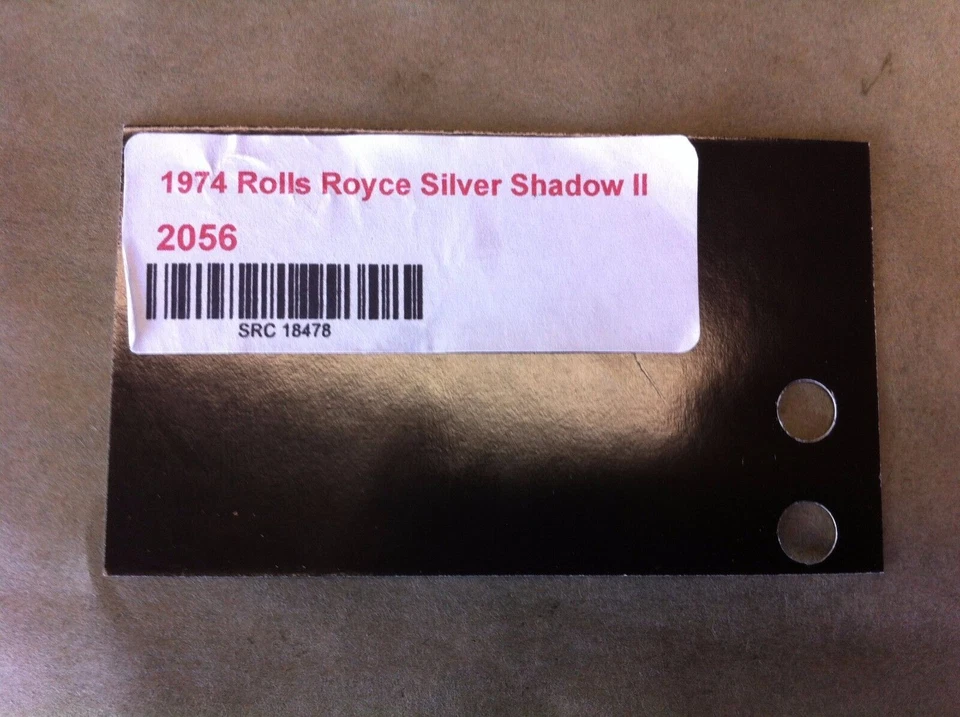 1974 Rolls Royce Silver Shadow II
2056
SRC 18478